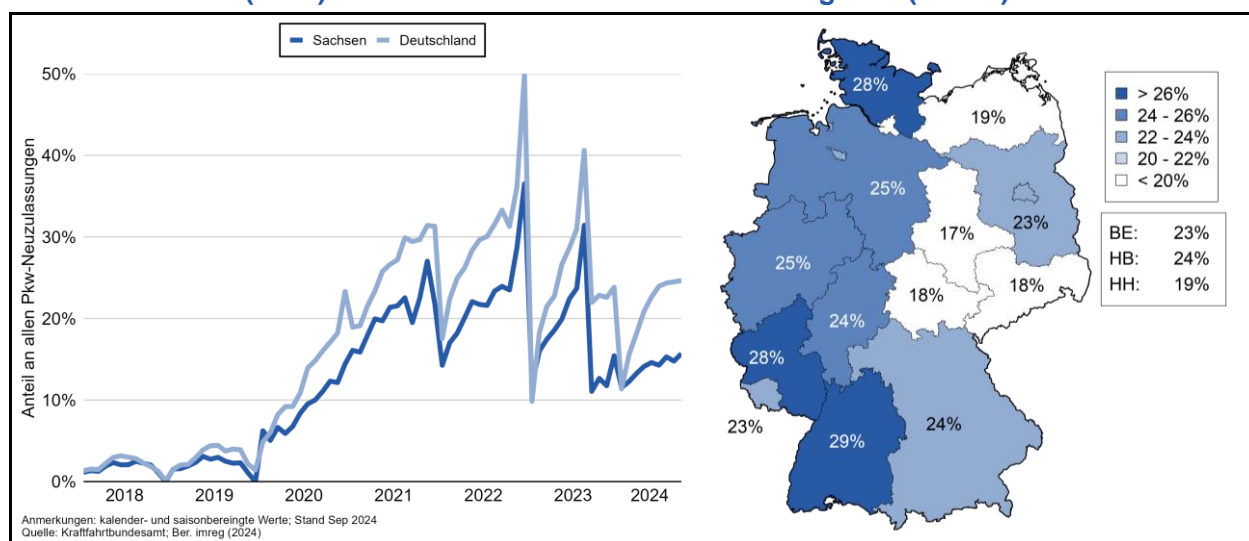 Sachsen Deutschland
Anteil an allen Pkw-Neuzulassungen
50%
40%
30%
20%
10%
0%
2018 2019 2020 2021 2022 2023 2024
Anmerkungen: kalender- und saisonbereingte Werte; Stand Sep 2024
Quelle: Kraftfahrtbundesamt; Ber. imreg (2024)
28%
19%
25%
23%
17%
25%
18%
18%
24%
28%
23%
24%
29%
> 26%
24 - 26%
22 - 24%
20 - 22%
< 20%
BE: 23%
HB: 24%
HH: 19%